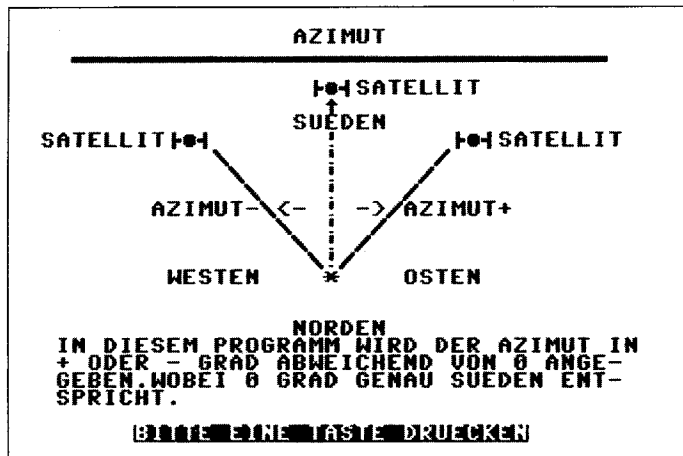 AZIMUT
SATELLIT
SUEDEN
SATELLIT SATELLIT
AZIMUT- <- -> AZIMUT+
WESTEN * OSTEN
NORDEN
IN DIESEM PROGRAMM WIRD DER AZIMUT IN
+ ODER - GRAD ABWEICHEND VON 0 ANGE-
GEBEN.WOBEI 0 GRAD GENAU SUEDEN ENT-
SPRICHT.
BITTE EINE TASTE DRUECKEN